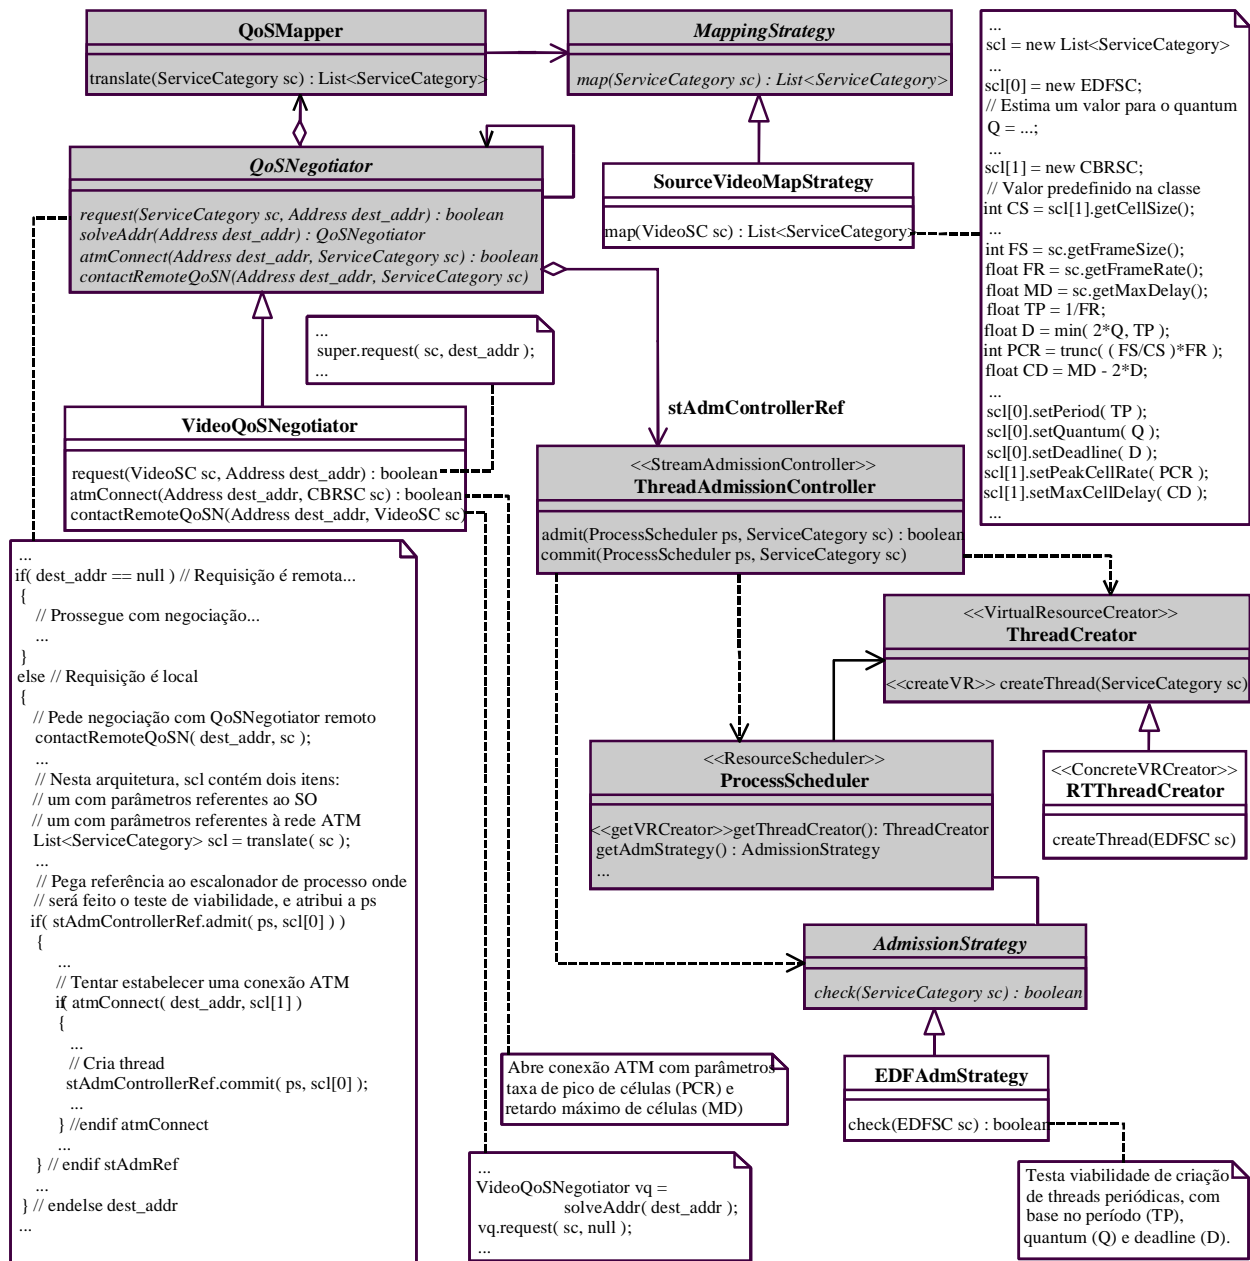 QoSMapper
translate(ServiceCategory sc) : List<ServiceCategory>
MappingStrategy
map(ServiceCategory sc) : List<ServiceCategory>
...
scl = new List<ServiceCategory>
...
scl[0] = new EDFSC;
// Estima um valor para o quantum
Q = ...;
...
scl[1] = new CBRSC;
// Valor predefinido na classe
int CS = scl[1].getCellSize();
...
int FS = sc.getFrameSize();
float FR = sc.getFrameRate();
float MD = sc.getMaxDelay();
float TP = 1/FR;
float D = min( 2*Q, TP );
int PCR = trunc( ( FS/CS )*FR );
float CD = MD - 2*D;
...
scl[0].setPeriod( TP );
scl[0].setQuantum( Q );
scl[0].setDeadline( D );
scl[1].setPeakCellRate( PCR );
scl[1].setMaxCellDelay( CD );
...
QoSNegotiator
request(ServiceCategory sc, Address dest_addr) : boolean
solveAddr(Address dest_addr) : QoSNegotiator
atmConnect(Address dest_addr, ServiceCategory sc) : boolean
contactRemoteQoSN(Address dest_addr, ServiceCategory sc)
SourceVideoMapStrategy
map(VideoSC sc) : List<ServiceCategory>
...
super.request( sc, dest_addr );
...
VideoQoSNegotiator
request(VideoSC sc, Address dest_addr) : boolean
atmConnect(Address dest_addr, CBRSC sc) : boolean
contactRemoteQoSN(Address dest_addr, VideoSC sc)
stAdmControllerRef
<<StreamAdmissionController>>
ThreadAdmissionController
admit(ProcessScheduler ps, ServiceCategory sc) : boolean
commit(ProcessScheduler ps, ServiceCategory sc)
...
if( dest_addr == null ) // Requisição é remota...
{
// Prossegue com negociação...
...
}
else // Requisição é local
{
// Pede negociação com QoSNegotiator remoto
contactRemoteQoSN( dest_addr, sc );
...
// Nesta arquitetura, scl contém dois itens:
// um com parâmetros referentes ao SO
// um com parâmetros referentes à rede ATM
List<ServiceCategory> scl = translate( sc );
...
// Pega referência ao escalonador de processo onde
// será feito o teste de viabilidade, e atribui a ps
if( stAdmControllerRef.admit( ps, scl[0] ) )
{
...
// Tentar estabelecer uma conexão ATM
if( atmConnect( dest_addr, scl[1] )
{
...
// Cria thread
stAdmControllerRef.commit( ps, scl[0] );
...
} //endif atmConnect
...
} // endif stAdmRef
...
} // endelse dest_addr
...
<<VirtualResourceCreator>>
ThreadCreator
<<createVR>> createThread(ServiceCategory sc)
<<ResourceScheduler>>
ProcessScheduler
<<getVRCreator>>getThreadCreator(): ThreadCreator
getAdmStrategy() : AdmissionStrategy
...
<<ConcreteVRCreator>>
RTThreadCreator
createThread(EDFSC sc)
AdmissionStrategy
check(ServiceCategory sc) : boolean
Abre conexão ATM com parâmetros
taxa de pico de células (PCR) e
retardo máximo de células (MD)
EDFAdmStrategy
check(EDFSC sc) : boolean
...
VideoQoSNegotiator vq =
solveAddr( dest_addr );
vq.request( sc, null );
...
Testa viabilidade de criação
de threads periódicas, com
base no período (TP),
quantum (Q) e deadline (D).